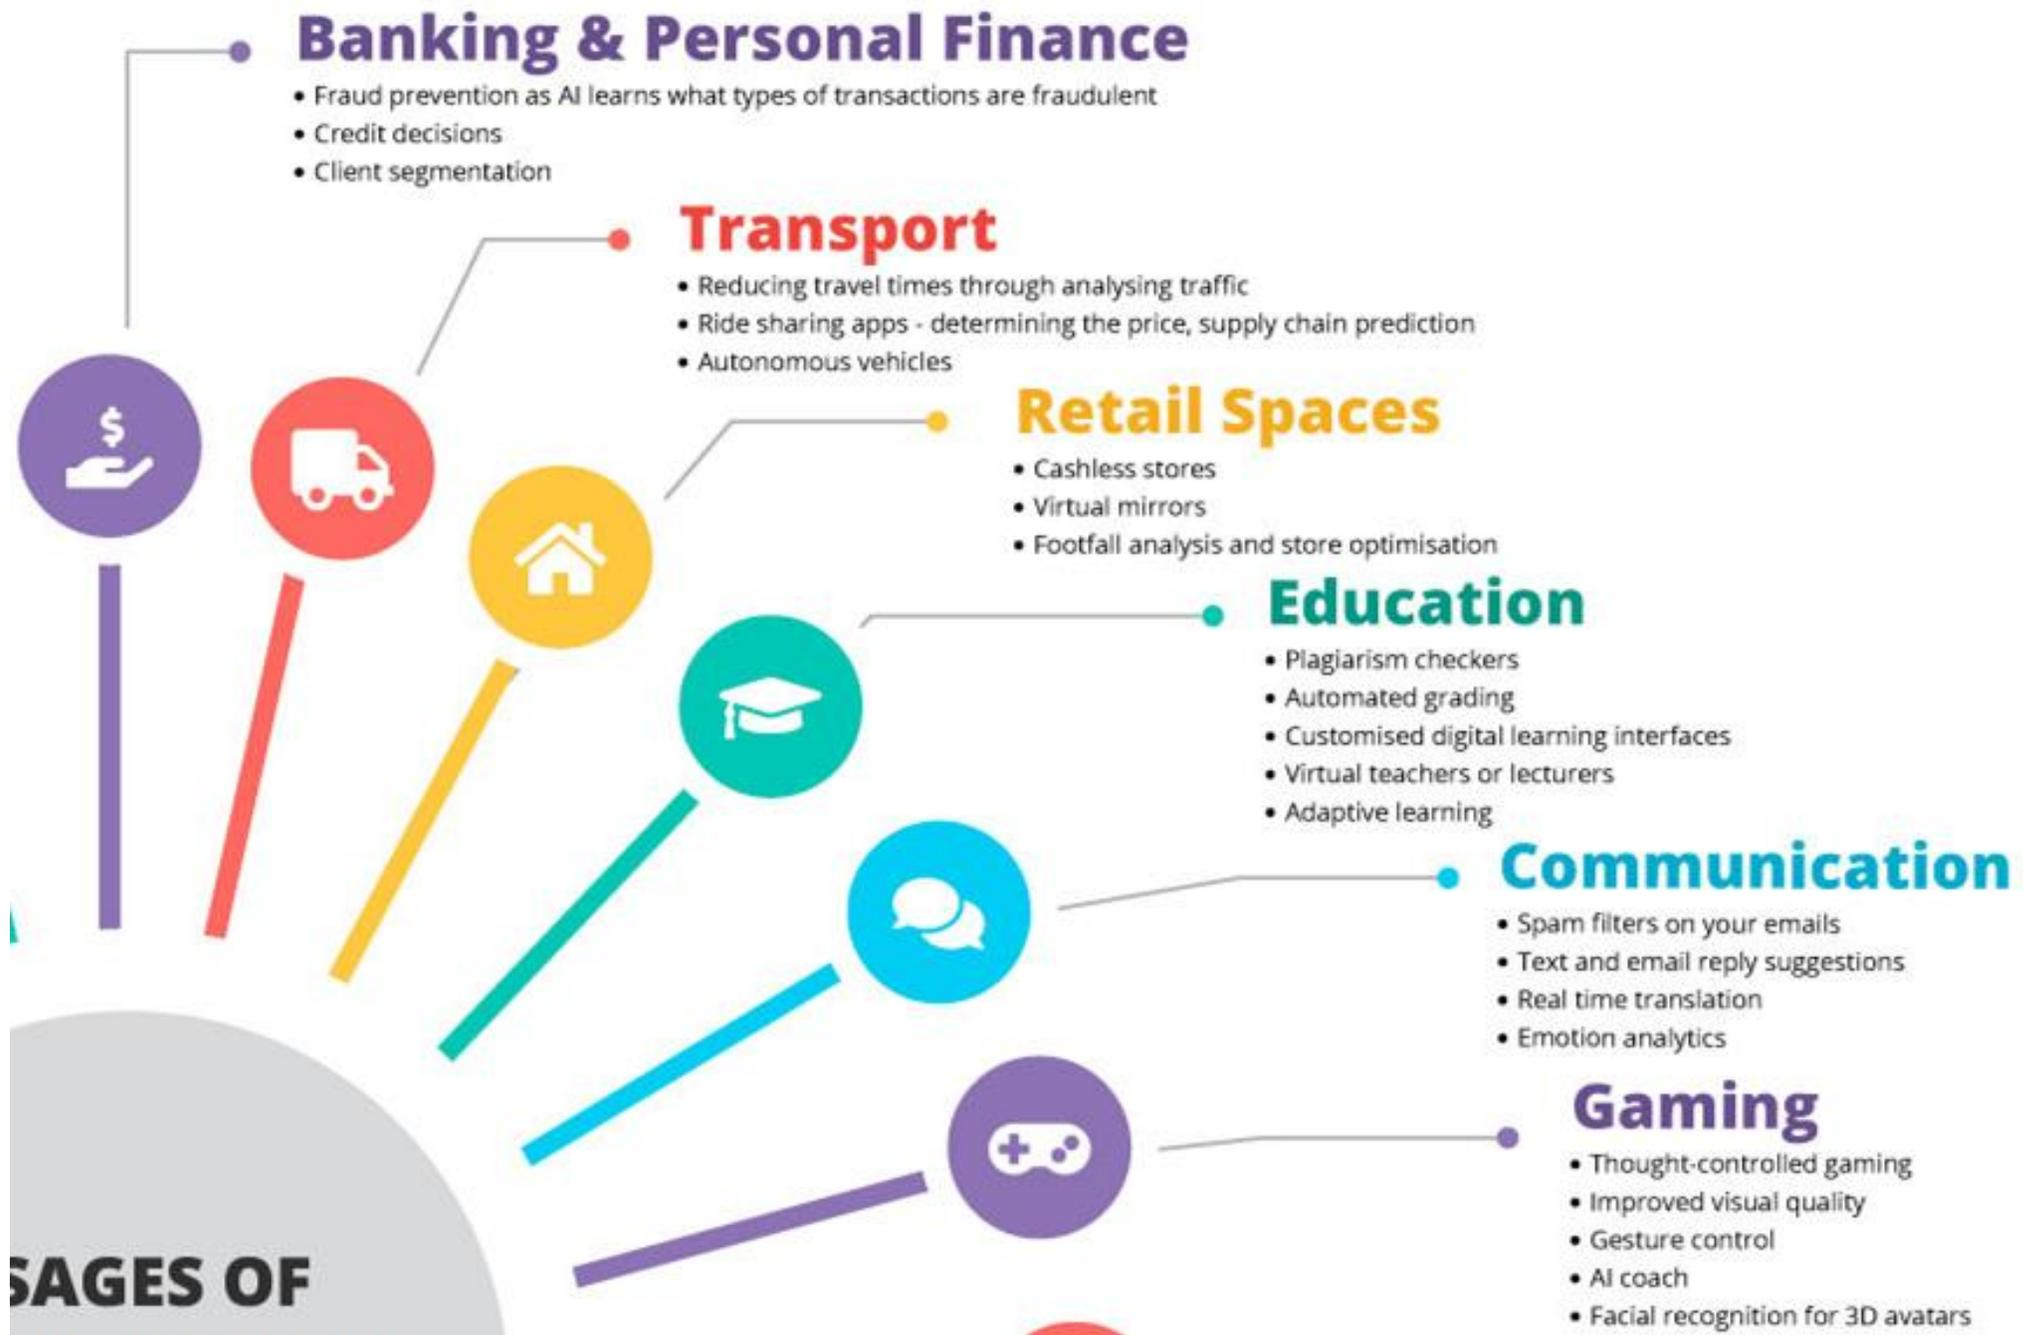 Banking & Personal Finance
• Fraud prevention as AI learns what types of transactions are fraudulent
• Credit decisions
• Client segmentation
Transport
• Reducing travel times through analysing traffic
• Ride sharing apps - determining the price, supply chain prediction
• Autonomous vehicles
Retail Spaces
• Cashless stores
• Virtual mirrors
• Footfall analysis and store optimisation
Education
• Plagiarism checkers
• Automated grading
• Customised digital learning interfaces
• Virtual teachers or lecturers
• Adaptive learning
Communication
• Spam filters on your emails
• Text and email reply suggestions
• Real time translation
• Emotion analytics
Gaming
• Thought-controlled gaming
• Improved visual quality
• Gesture control
• AI coach
• Facial recognition for 3D avatars
$
SAGES OF